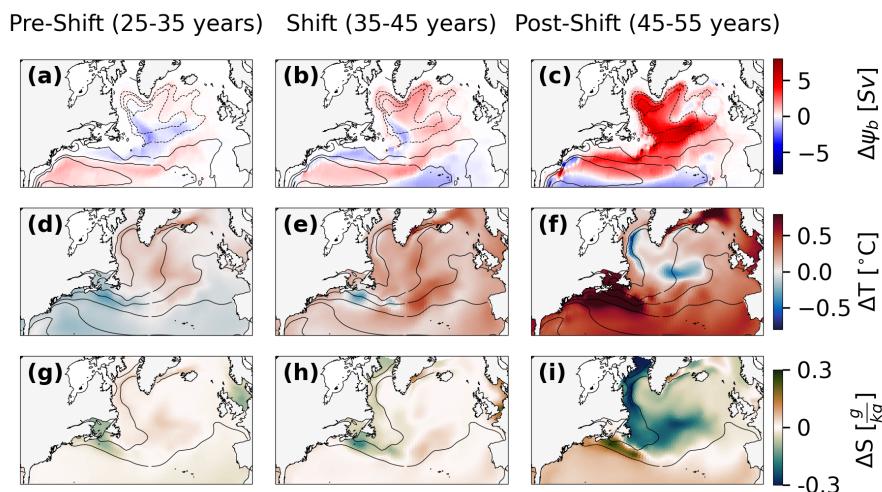 Pre-Shift (25-35 years) Shift (35-45 years) Post-Shift (45-55 years)
(a) (b) (c)
5
0
−5
Δψb [Sv]
(d) (e) (f)
0.5
0.0
−0.5
ΔT [°C]
(g) (h) (i)
0.3
0
-0.3
ΔS [g/kg]